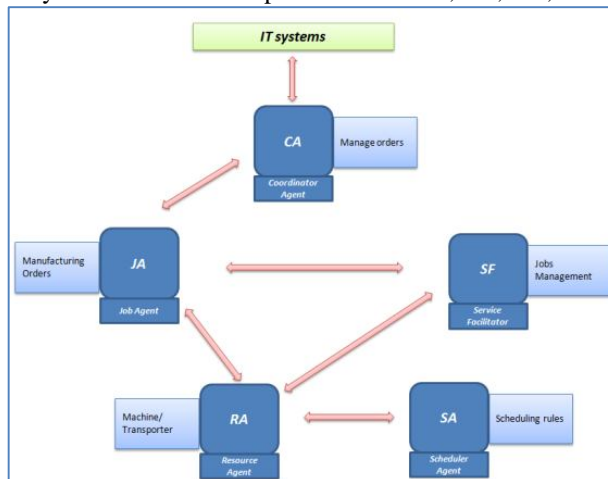 IT systems
CA
Manage orders
Coordinator
Agent
Manufacturing
Orders
JA
Job Agent
SF
Jobs
Management
Service
Facilitator
Machine/
Transporter
RA
Resource
Agent
SA
Scheduling rules
Scheduler
Agent